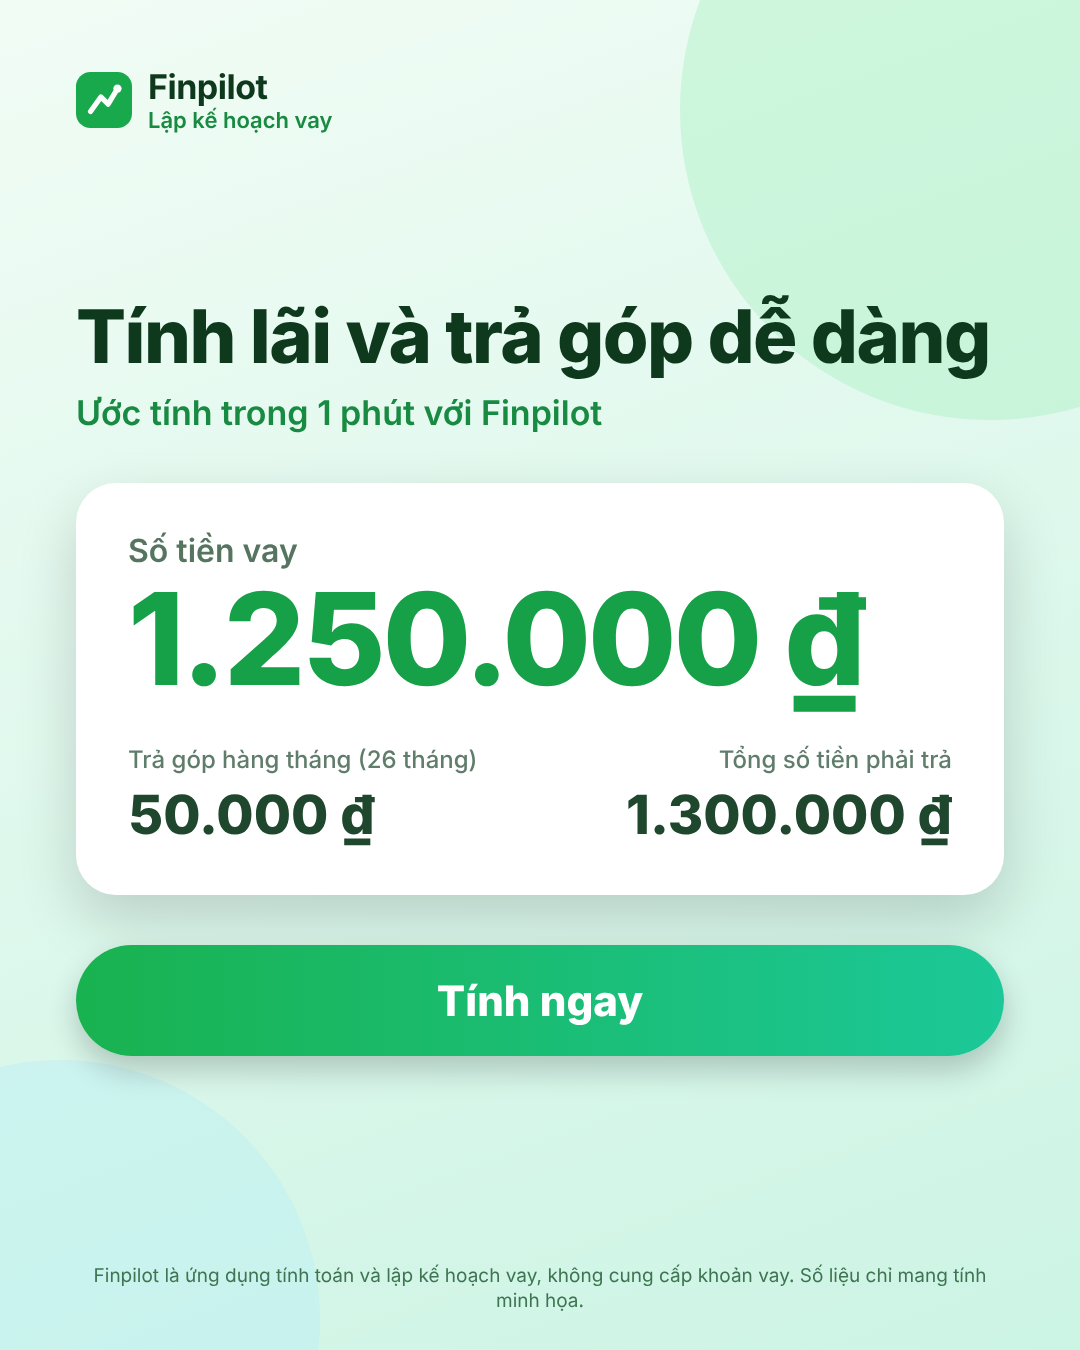 Finpilot
Lập kế hoạch vay
Tính lãi và trả góp dễ dàng
Ước tính trong 1 phút với Finpilot
Số tiền vay
1.250.000 ₫
Trả góp hàng tháng (26 tháng)
50.000 ₫
Tổng số tiền phải trả
1.300.000 ₫
Tính ngay
Finpilot là ứng dụng tính toán và lập kế hoạch vay, không cung cấp khoản vay. Số liệu chỉ mang tính
minh họa.